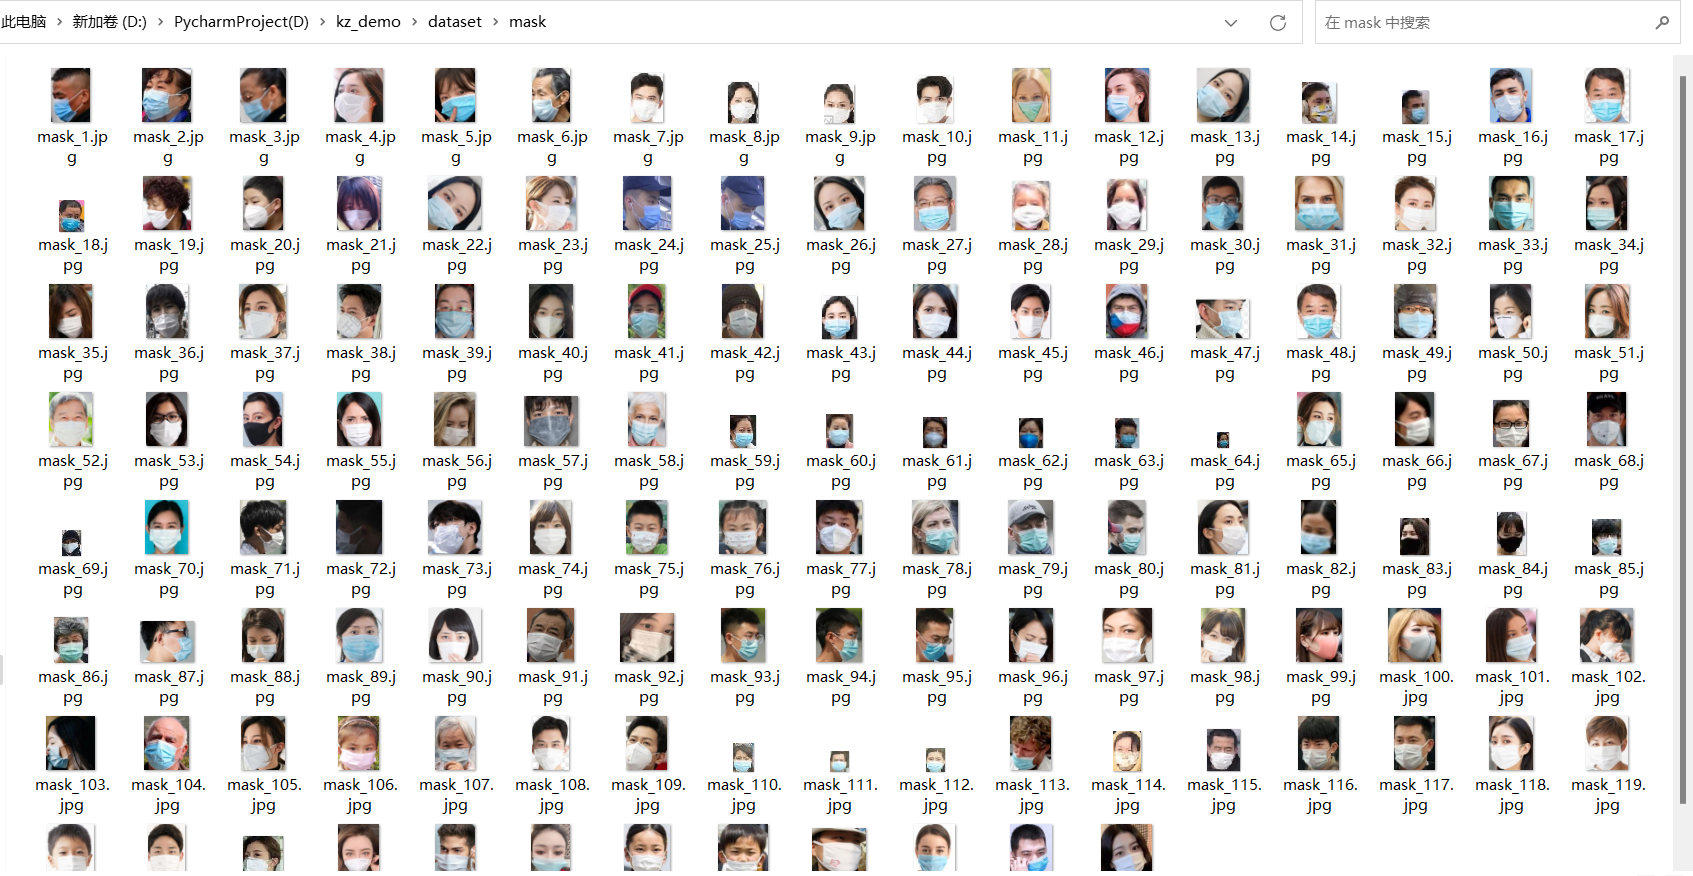 此电脑 > 新加卷 (D:) > PycharmProject(D) > kz_demo > dataset > mask
在 mask 中搜索
mask_1.jpg mask_2.jpg mask_3.jpg mask_4.jpg mask_5.jpg mask_6.jpg mask_7.jpg mask_8.jpg mask_9.jpg mask_10.jpg mask_11.jpg mask_12.jpg mask_13.jpg mask_14.jpg mask_15.jpg mask_16.jpg mask_17.jpg
mask_18.jpg mask_19.jpg mask_20.jpg mask_21.jpg mask_22.jpg mask_23.jpg mask_24.jpg mask_25.jpg mask_26.jpg mask_27.jpg mask_28.jpg mask_29.jpg mask_30.jpg mask_31.jpg mask_32.jpg mask_33.jpg mask_34.jpg
mask_35.jpg mask_36.jpg mask_37.jpg mask_38.jpg mask_39.jpg mask_40.jpg mask_41.jpg mask_42.jpg mask_43.jpg mask_44.jpg mask_45.jpg mask_46.jpg mask_47.jpg mask_48.jpg mask_49.jpg mask_50.jpg mask_51.jpg
mask_52.jpg mask_53.jpg mask_54.jpg mask_55.jpg mask_56.jpg mask_57.jpg mask_58.jpg mask_59.jpg mask_60.jpg mask_61.jpg mask_62.jpg mask_63.jpg mask_64.jpg mask_65.jpg mask_66.jpg mask_67.jpg mask_68.jpg
mask_69.jpg mask_70.jpg mask_71.jpg mask_72.jpg mask_73.jpg mask_74.jpg mask_75.jpg mask_76.jpg mask_77.jpg mask_78.jpg mask_79.jpg mask_80.jpg mask_81.jpg mask_82.jpg mask_83.jpg mask_84.jpg mask_85.jpg
mask_86.jpg mask_87.jpg mask_88.jpg mask_89.jpg mask_90.jpg mask_91.jpg mask_92.jpg mask_93.jpg mask_94.jpg mask_95.jpg mask_96.jpg mask_97.jpg mask_98.jpg mask_99.jpg mask_100.jpg mask_101.jpg mask_102.jpg
mask_103.jpg mask_104.jpg mask_105.jpg mask_106.jpg mask_107.jpg mask_108.jpg mask_109.jpg mask_110.jpg mask_111.jpg mask_112.jpg mask_113.jpg mask_114.jpg mask_115.jpg mask_116.jpg mask_117.jpg mask_118.jpg mask_119.jpg